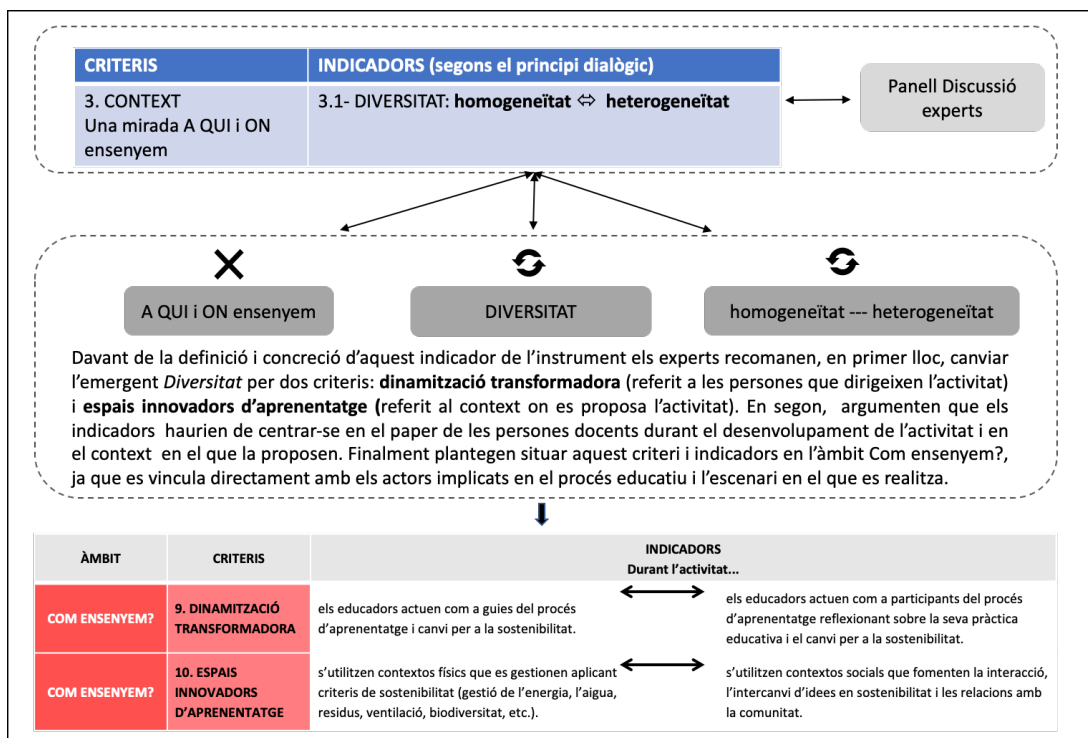 CRITERIS
INDICADORS (segons el principi dialògic)
3. CONTEXT
Una mirada A QUI i ON
ensenyem
3.1- DIVERSITAT: homogeneïtat ⇔ heterogeneïtat
Panell Discussió
experts
A QUI i ON ensenyem
DIVERSITAT
homogeneïtat --- heterogeneïtat
Davant de la definició i concreció d’aquest indicador de l’instrument els experts recomanen, en primer lloc, canviar
l’emergent Diversitat per dos criteris: dinamització transformadora (referit a les persones que dirigeixen l’activitat)
i espais innovadors d’aprenentatge (referit al context on es proposa l’activitat). En segon, argumenten que els
indicadors haurien de centrar-se en el paper de les persones docents durant el desenvolupament de l’activitat i en
el context en el que la proposen. Finalment plantegen situar aquest criteri i indicadors en l’àmbit Com ensenyem?,
ja que es vincula directament amb els actors implicats en el procés educatiu i l’escenari en el que es realitza.
ÀMBIT
CRITERIS
INDICADORS
Durant l’activitat...
COM ENSENYEM?
9. DINAMITZACIÓ
TRANSFORMADORA
els educadors actuen com a guies del procés
d’aprenentatge i canvi per a la sostenibilitat.
els educadors actuen com a participants del procés
d’aprenentatge reflexionant sobre la seva pràctica
educativa i el canvi per a la sostenibilitat.
COM ENSENYEM?
10. ESPAIS
INNOVADORS
D’APRENENTATGE
s’utilitzen contextos físics que es gestionen aplicant
criteris de sostenibilitat (gestió de l’energia, l’aigua,
residus, ventilació, biodiversitat, etc.).
s’utilitzen contextos socials que fomenten la interacció,
l’intercanvi d’idees en sostenibilitat i les relacions amb
la comunitat.